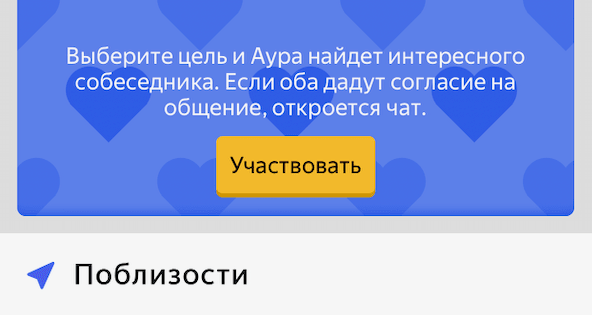 Выберите цель и Аура найдет интересного
собеседника. Если оба дадут согласие на
общение, откроется чат.
Участвовать
Поблизости